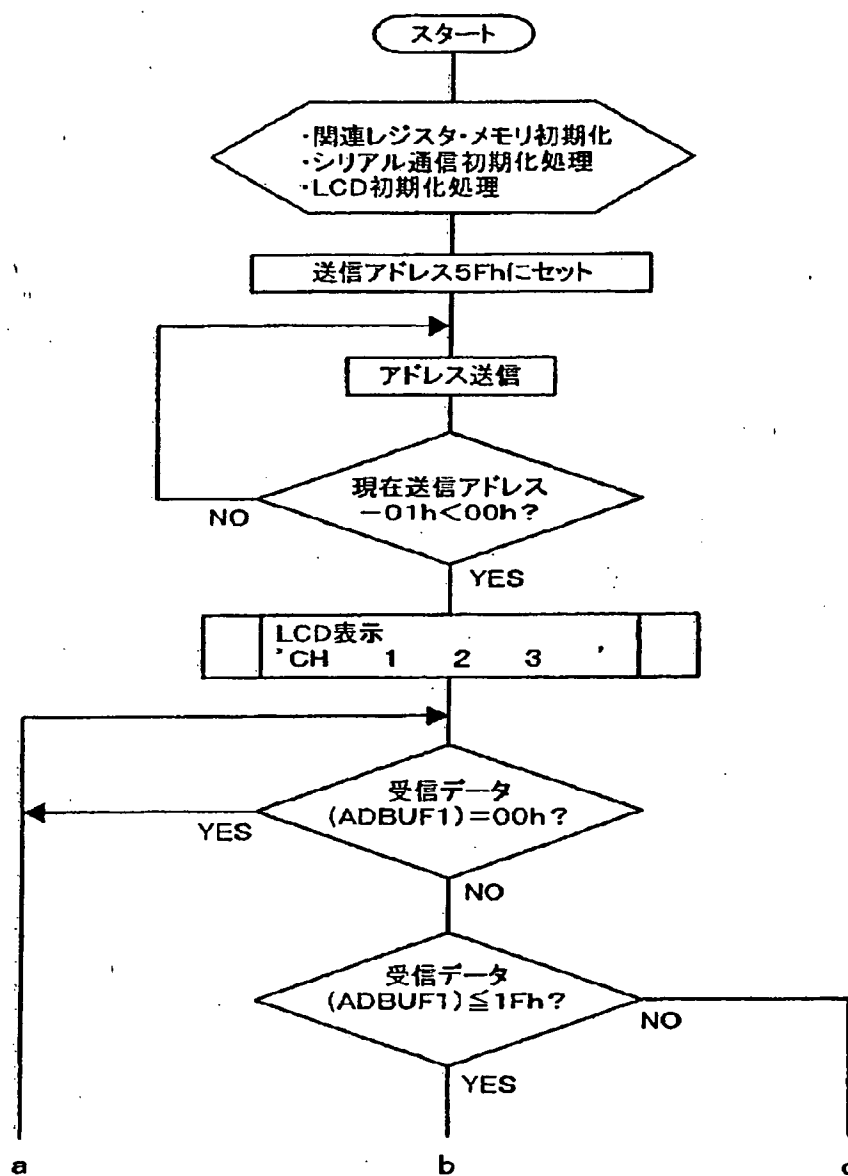 スタート
・関連レジスタ・メモリ初期化
・シリアル通信初期化処理
・LCD初期化処理
送信アドレス5Fhにセット
アドレス送信
現在送信アドレス
－01h＜00h？
NO
YES
LCD表示
'CH 1 2 3 '
受信データ
(ADBUF1)＝00h？
YES
NO
受信データ
(ADBUF1)≦1Fh？
NO
YES
a b c